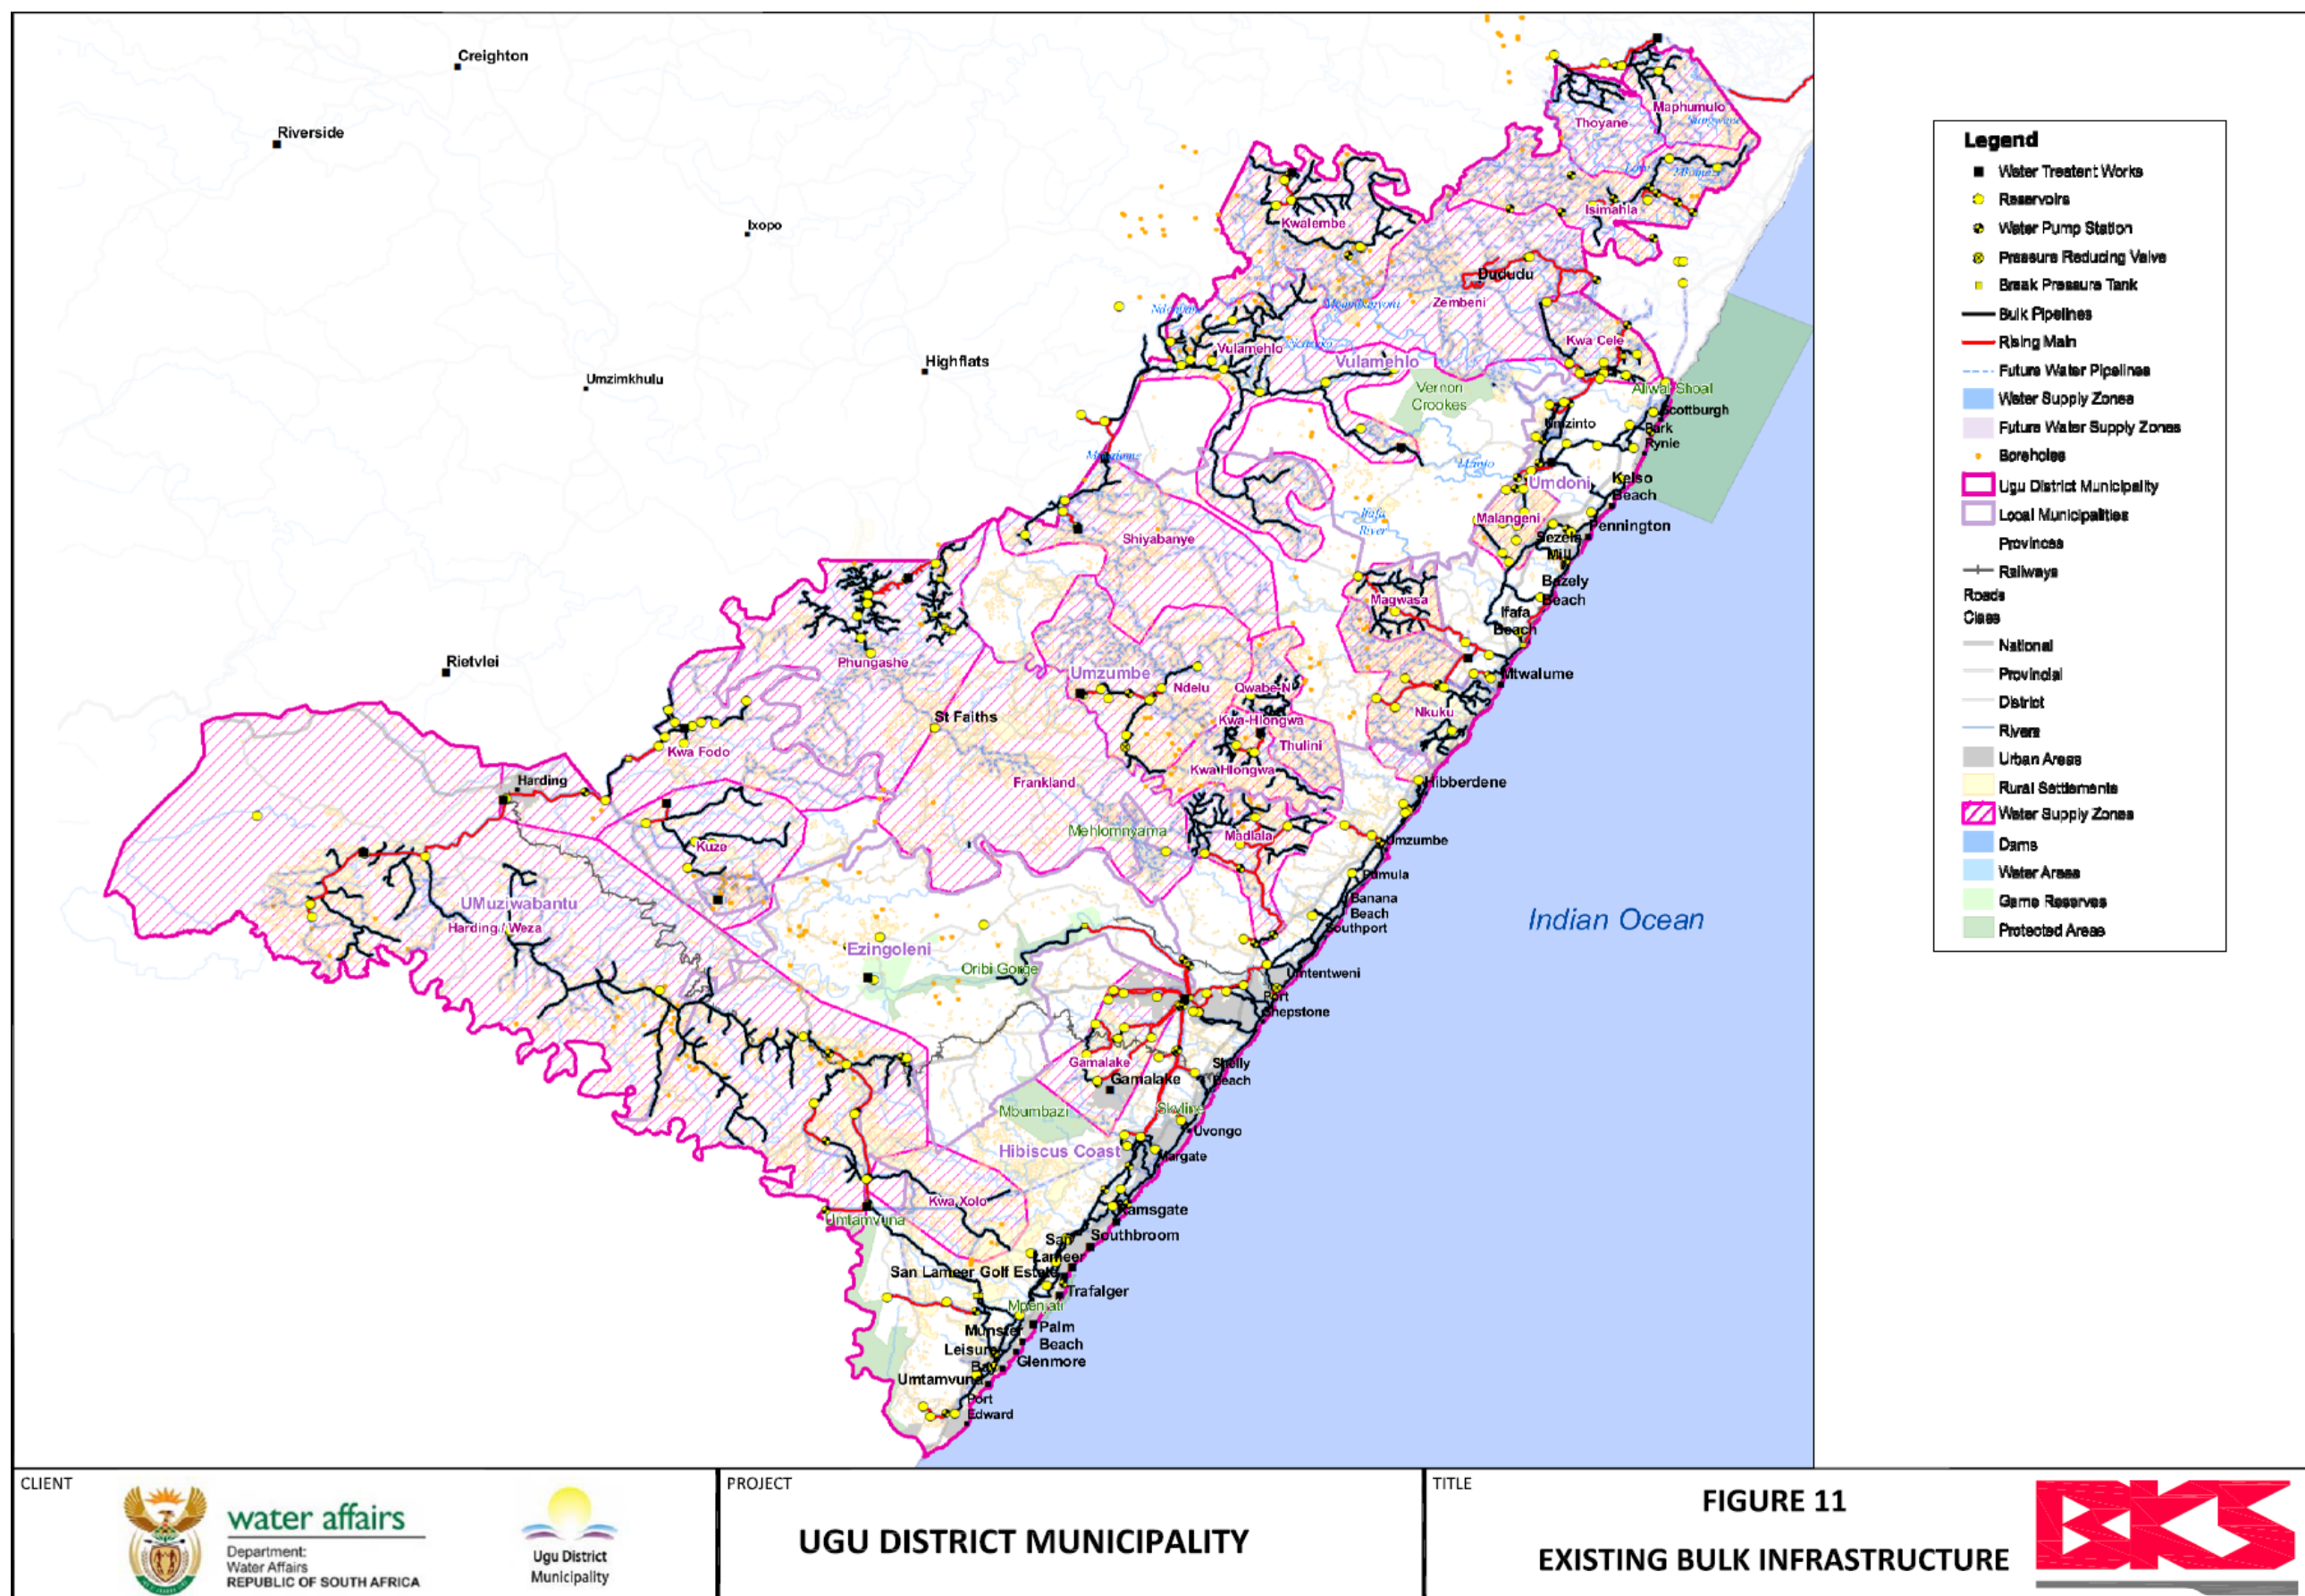 Creighton
Riverside
Ixopo
Umzimkhulu
Highflats
Rietvlei
Maphumulo
Thoyane
Isimahla
Kwalembe
Dududu
Zembeni
Vulamehlo
Vulamehlo
Kwa Cele
Vernon
Crookes
Aliwal Shoal
Scottburgh
Umzinto
Park
Rynie
Umdoni
Kelso
Beach
Malangeni
Pennington
Sezela
Mill
Bazely
Beach
Ifafa
River
Ifafa
Beach
Shiyabanye
Magwasa
Mtwalume
Phungashe
Umzumbe
Ndelu
Qwabe-N
Nkuku
St Faiths
Kwa-Hlongwa
Thulini
Kwa Hlongwa
Kwa Fodo
Harding
Frankland
Hibberdene
Mehlomnyama
Madlala
Umzumbe
Kuze
Pumula
UMuziwabantu
Harding / Weza
Banana
Beach
Southport
Ezingoleni
Oribi Gorge
Umtentweni
Port
Shepstone
Indian Ocean
Gamalake
Gamalake
Shelly
Beach
Mbumbazi
Skyline
Uvongo
Hibiscus Coast
Margate
Kwa Xolo
Umtamvuna
Ramsgate
Southbroom
San
Lameer
San Lameer Golf Estate
Trafalger
Mpenjati
Munster
Palm
Beach
Leisure
Bay
Glenmore
Umtamvuna
Port
Edward
Legend
Water Treatent Works
Reservoirs
Water Pump Station
Pressure Reducing Valve
Break Pressure Tank
Bulk Pipelines
Rising Main
Future Water Pipelines
Water Supply Zones
Future Water Supply Zones
Boreholes
Ugu District Municipality
Local Municipalities
Provinces
Railways
Roads
Class
National
Provincial
District
Rivers
Urban Areas
Rural Settlements
Water Supply Zones
Dams
Water Areas
Game Reserves
Protected Areas
CLIENT
water affairs
Department:
Water Affairs
REPUBLIC OF SOUTH AFRICA
Ugu District
Municipality
PROJECT
UGU DISTRICT MUNICIPALITY
TITLE
FIGURE 11
EXISTING BULK INFRASTRUCTURE
BKS